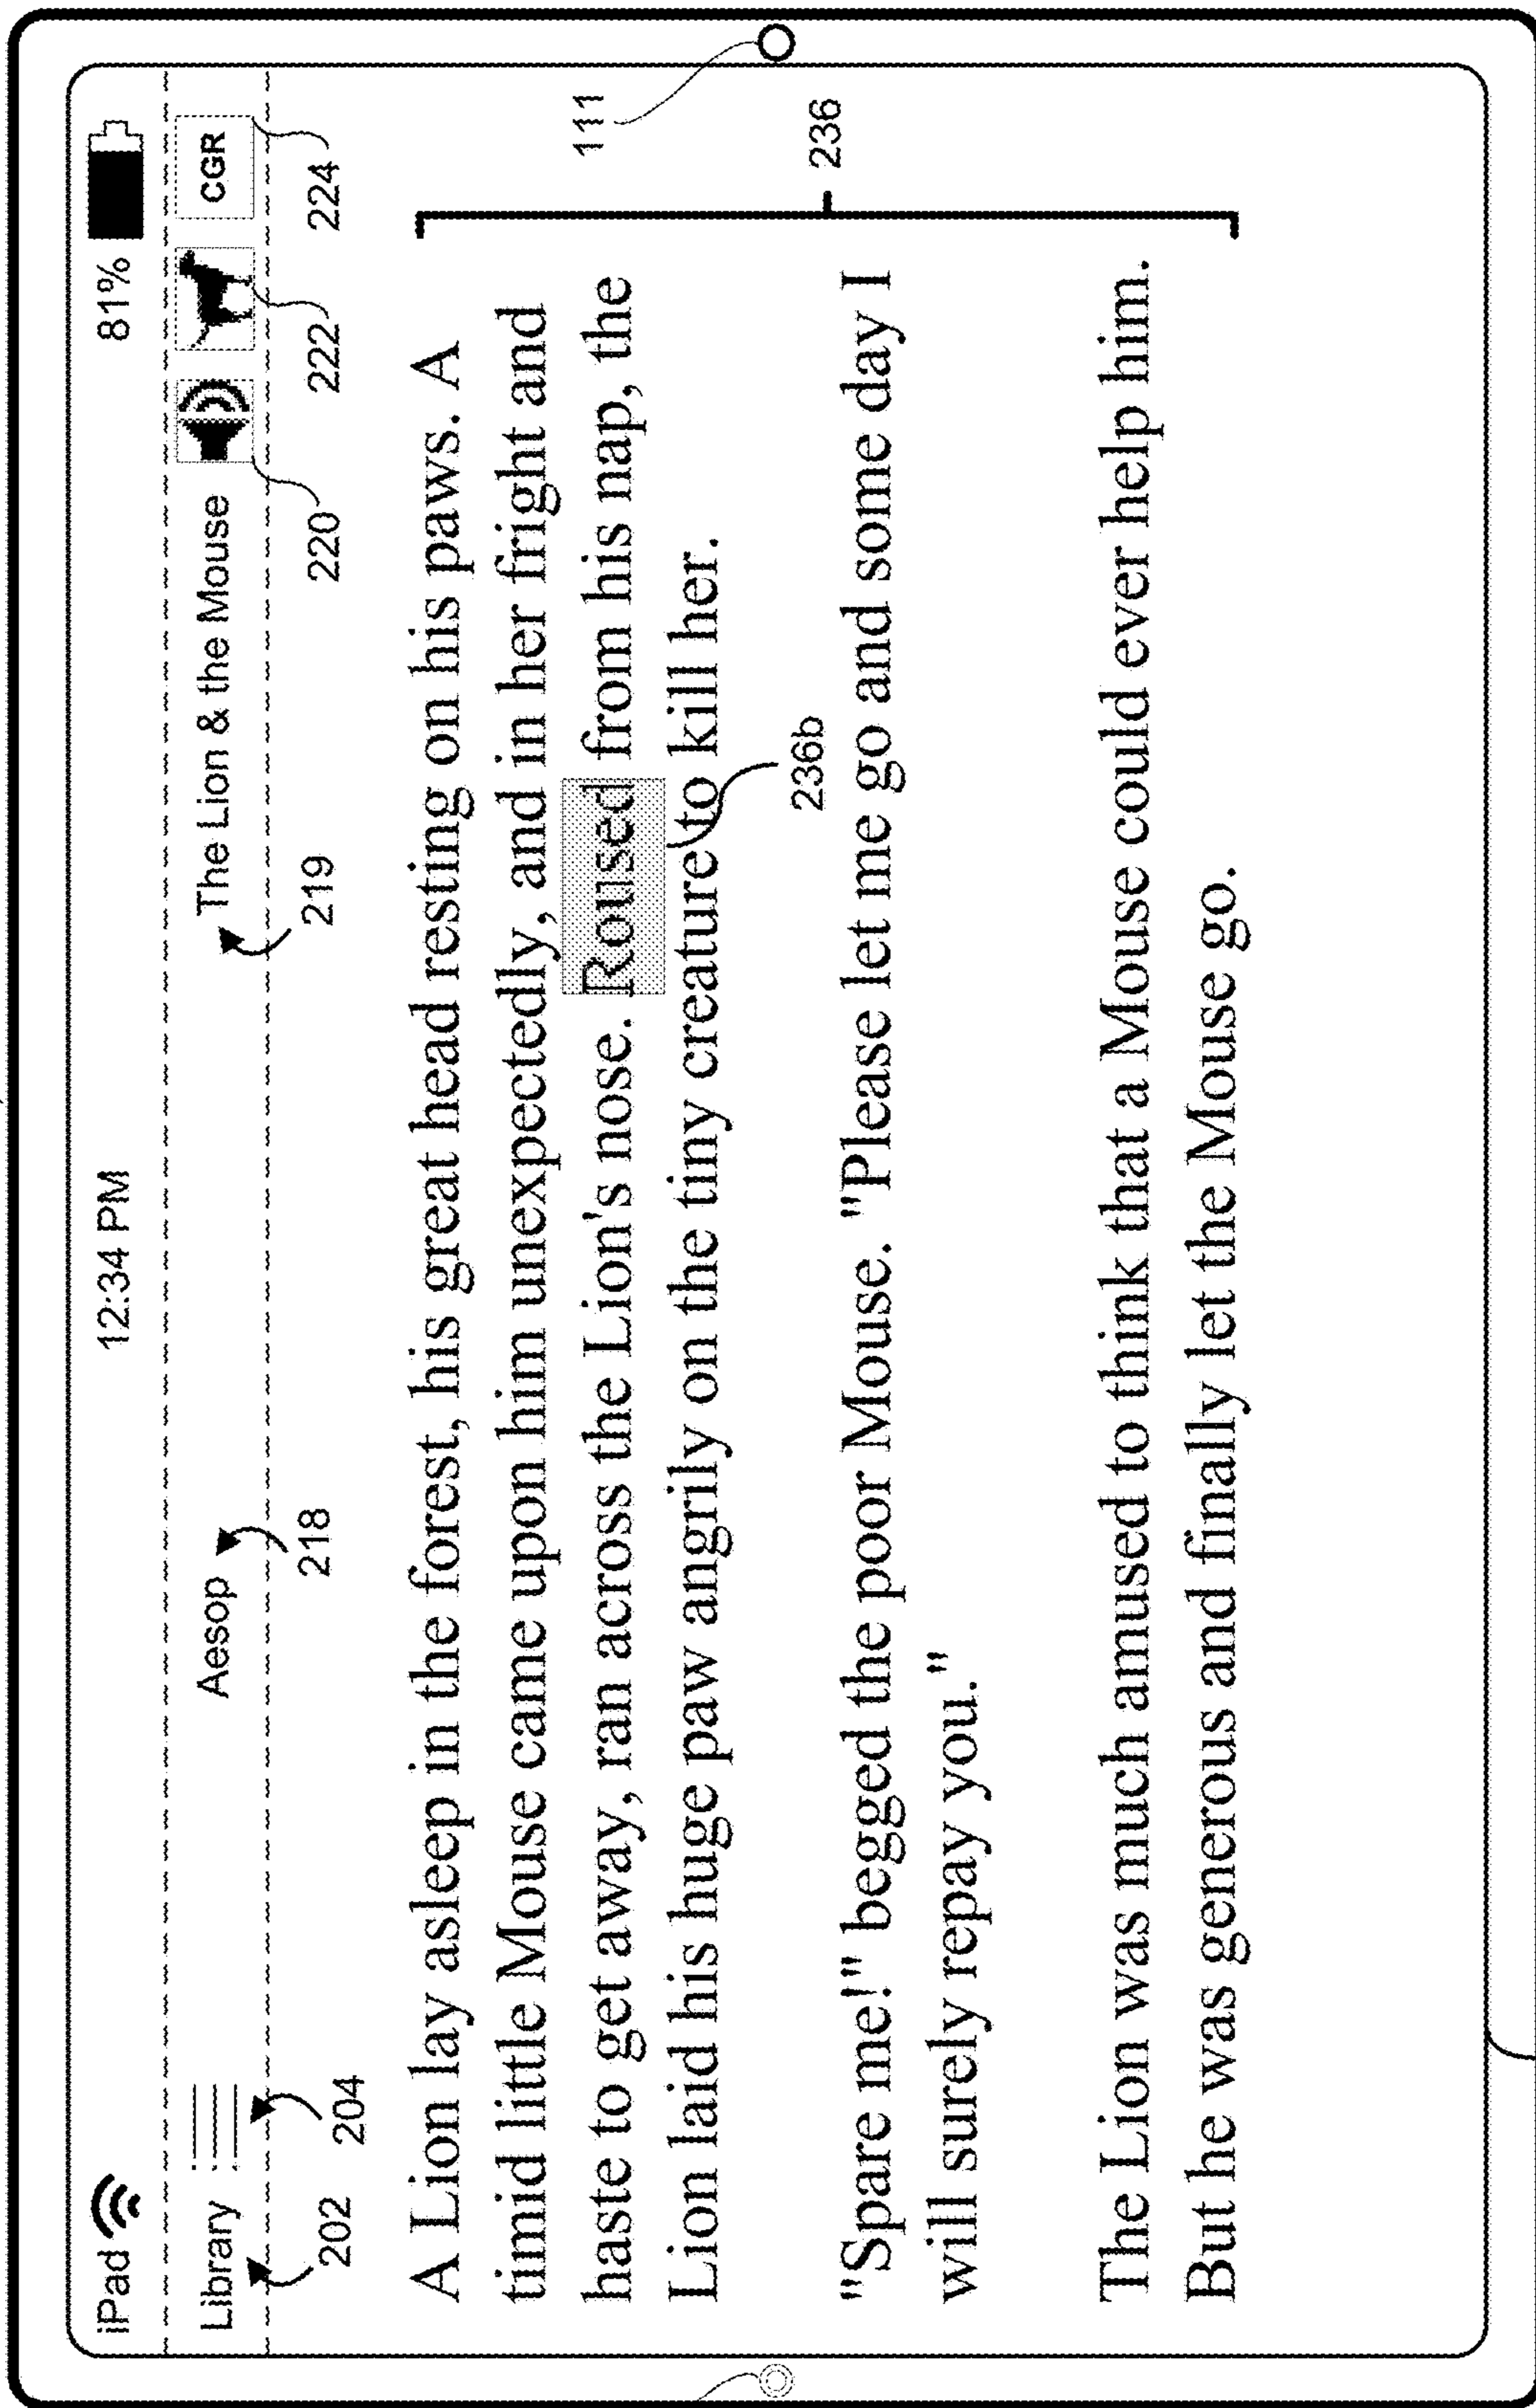 iPad 12:34 PM 81%
Library Aesop The Lion & the Mouse CGR
202 204 218 219 220 222 224
A Lion lay asleep in the forest, his great head resting on his paws. A
timid little Mouse came upon him unexpectedly, and in her fright and
haste to get away, ran across the Lion's nose. Roused from his nap, the
Lion laid his huge paw angrily on the tiny creature to kill her.
111
236b
236
"Spare me!" begged the poor Mouse. "Please let me go and some day I
will surely repay you."
The Lion was much amused to think that a Mouse could ever help him.
But he was generous and finally let the Mouse go.